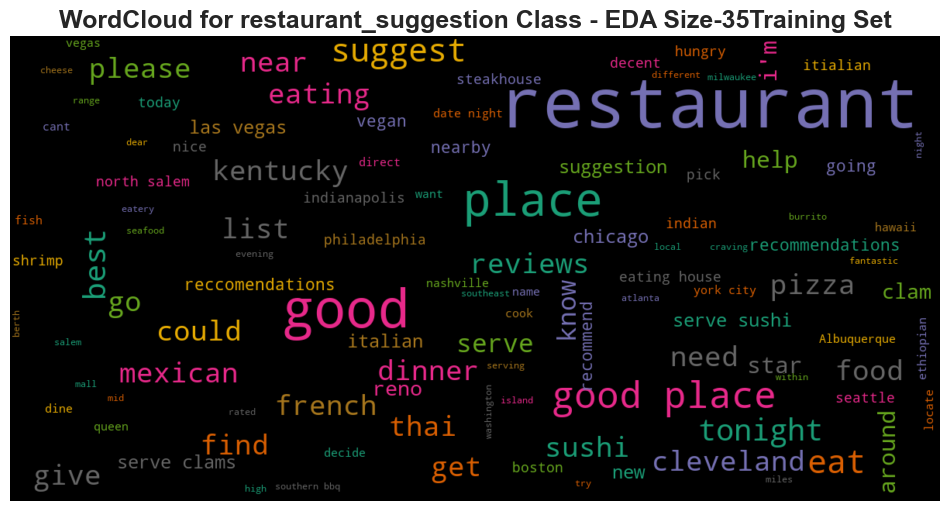 WordCloud for restaurant_suggestion Class - EDA Size-35Training Set
vegas
suggest
near
hungry
i'm
decent
itialian
cheese
please
steakhouse
different
milwaukee
eating
restaurant
range
today
date night
cant
las vegas
vegan
dear
nice
nearby
night
direct
suggestion
help
going
kentucky
pick
north salem
indianapolis
want
place
eatery
fish
seafood
list
philadelphia
indian
burrito
hawaii
chicago
local
craving
recommendations
evening
shrimp
best
reviews
fantastic
eating house
pizza
clam
reccomendations
nashville
name
southeast
know
atlanta
york city
go
good
cook
serve sushi
berth
could
italian
serve
recommend
Albuquerque
ethiopian
salem
need
star
food
mexican
dinner
serving
within
mall
reno
mid
french
island
good place
seattle
locate
dine
rated
washington
queen
thai
tonight
find
sushi
around
decide
serve clams
get
boston
new
cleveland
eat
give
high
southern bbq
try
miles